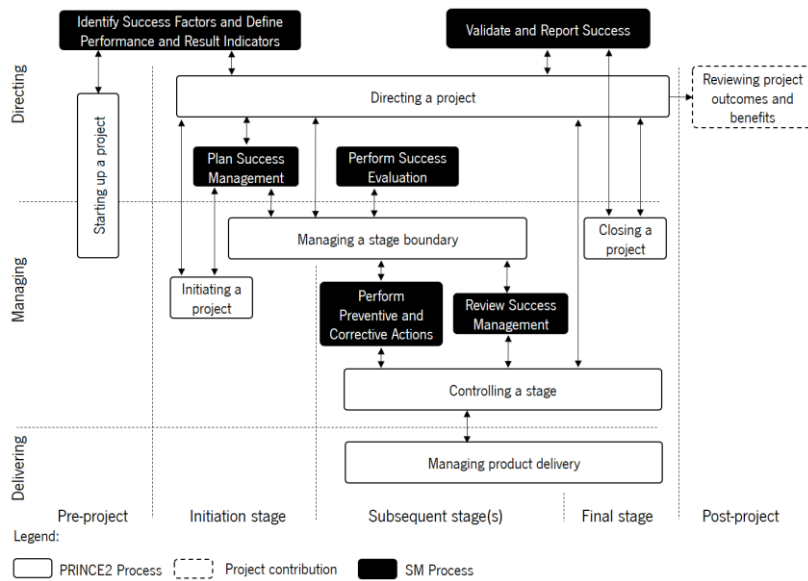 Identify Success Factors and Define
Performance and Result Indicators
Validate and Report Success
Directing
Starting up a project
Directing a project
Reviewing project
outcomes and
benefits
Plan Success
Management
Perform Success
Evaluation
Managing
Managing a stage boundary
Closing a
project
Initiating a
project
Perform
Preventive and
Corrective Actions
Review Success
Management
Controlling a stage
Delivering
Managing product delivery
Pre-project
Initiation stage
Subsequent stage(s)
Final stage
Post-project
Legend:
PRINCE2 Process
Project contribution
SM Process